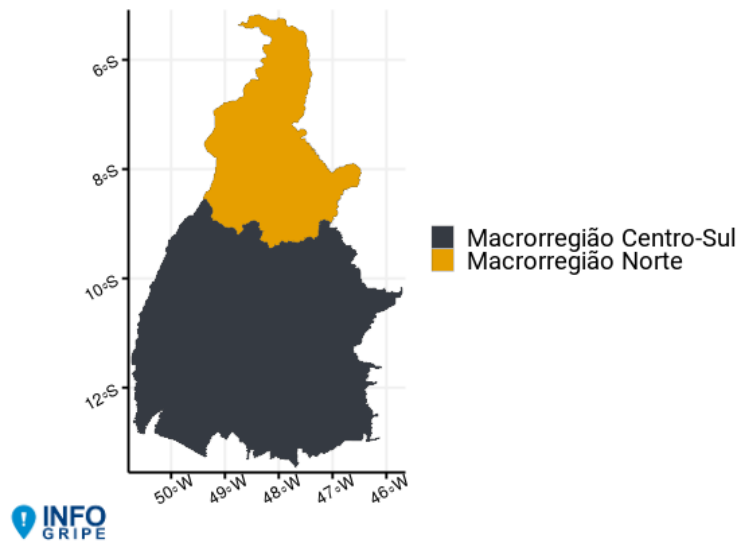 6°S
8°S
10°S
12°S
50°W
49°W
48°W
47°W
46°W
Macrorregião Centro-Sul
Macrorregião Norte
INFO
GRIPE